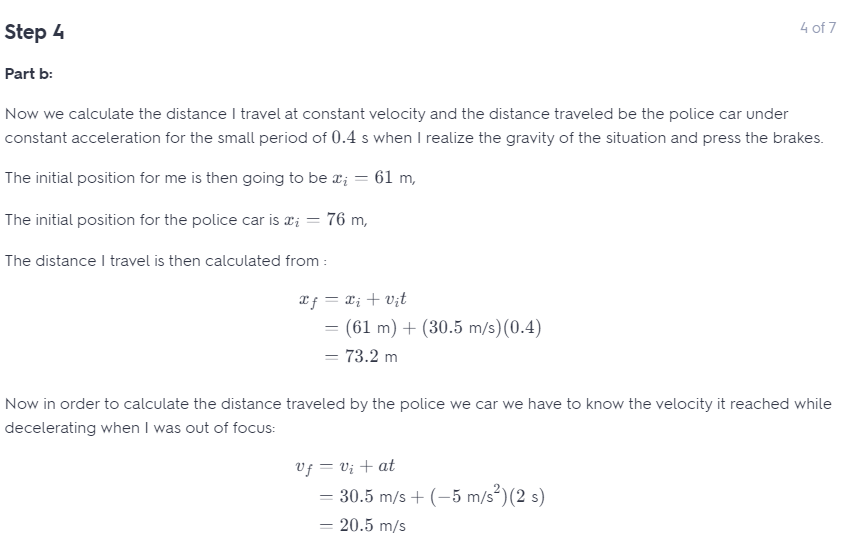 Step 4
4 of 7
Part b:
Now we calculate the distance I travel at constant velocity and the distance traveled be the police car under
constant acceleration for the small period of 0.4 s when I realize the gravity of the situation and press the brakes.
The initial position for me is then going to be xᵢ = 61 m,
The initial position for the police car is xᵢ = 76 m,
The distance I travel is then calculated from :
x_f = xᵢ + vᵢt
= (61 m) + (30.5 m/s)(0.4)
= 73.2 m
Now in order to calculate the distance traveled by the police we car we have to know the velocity it reached while
decelerating when I was out of focus:
v_f = vᵢ + at
= 30.5 m/s + (−5 m/s²)(2 s)
= 20.5 m/s